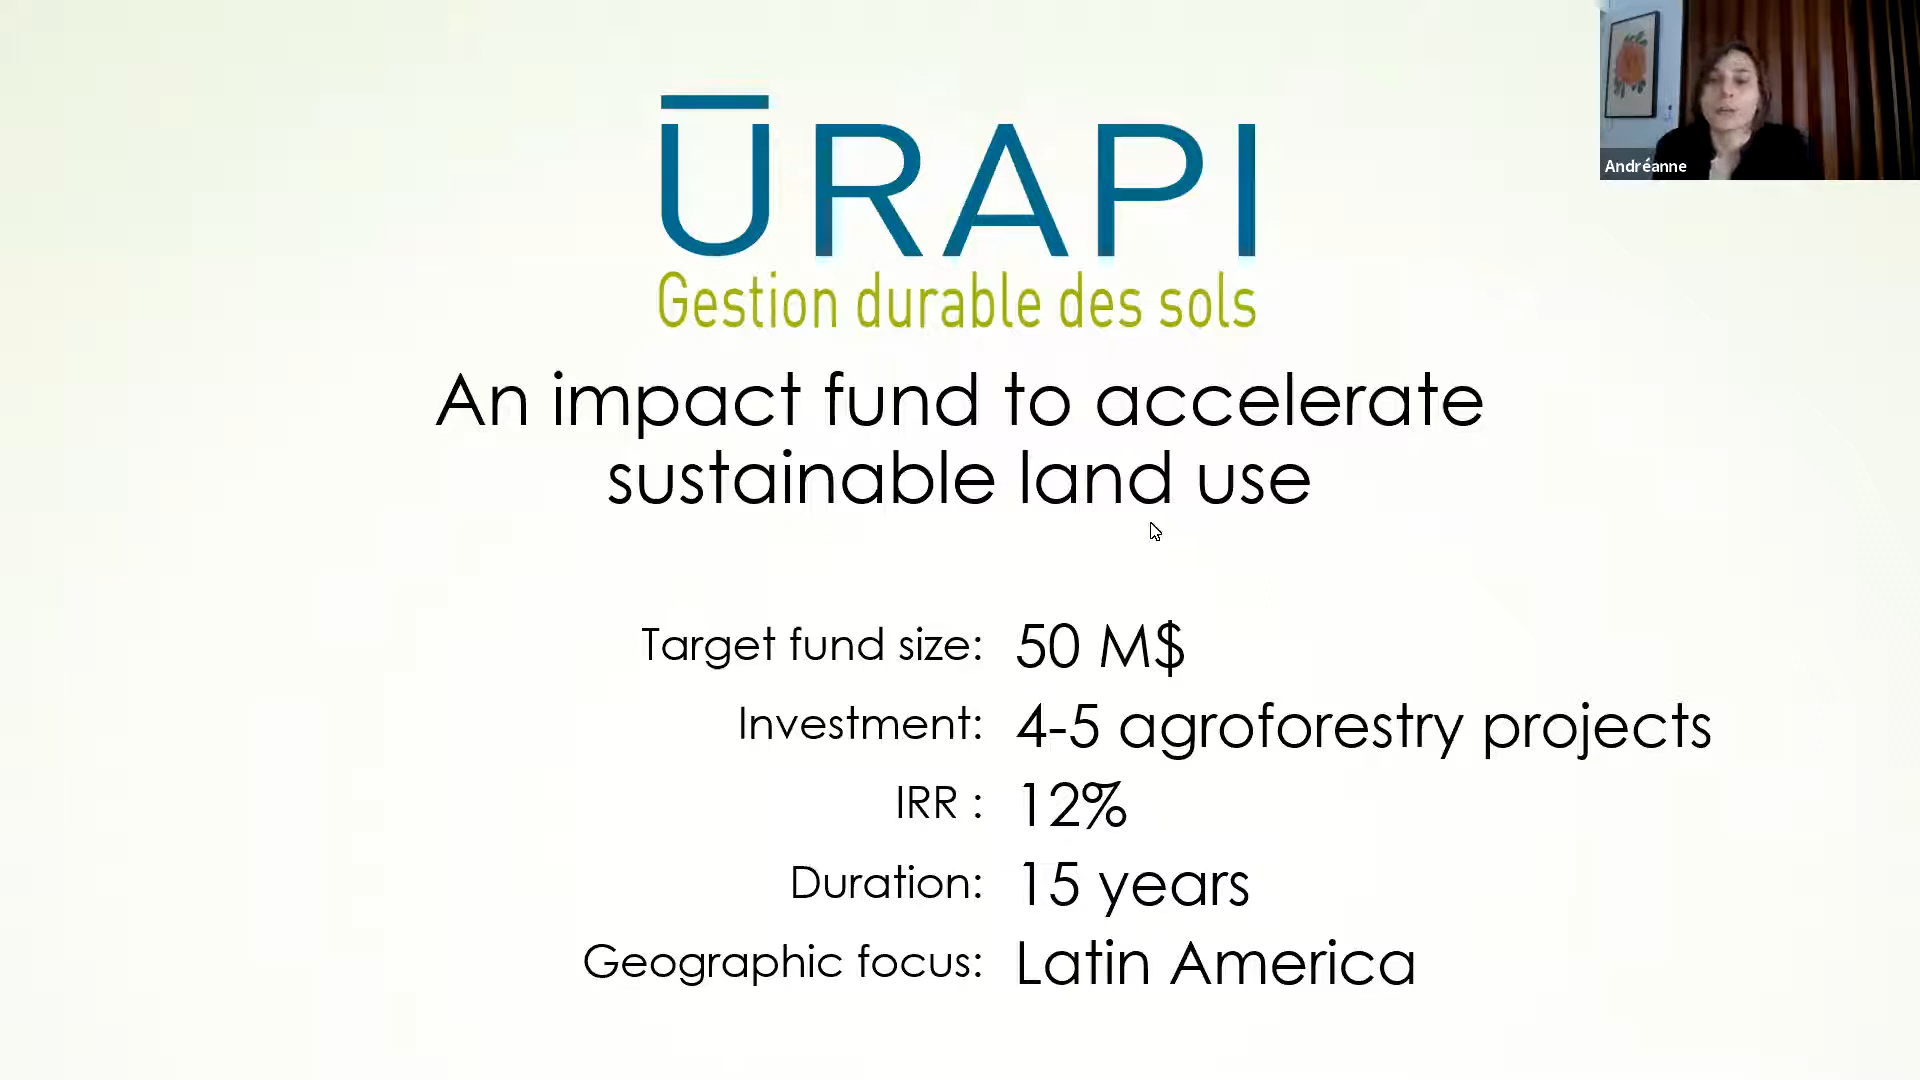 ŪRAPI
Gestion durable des sols
An impact fund to accelerate
sustainable land use
Target fund size: 50 M$
Investment: 4-5 agroforestry projects
IRR : 12%
Duration: 15 years
Geographic focus: Latin America
Andréanne